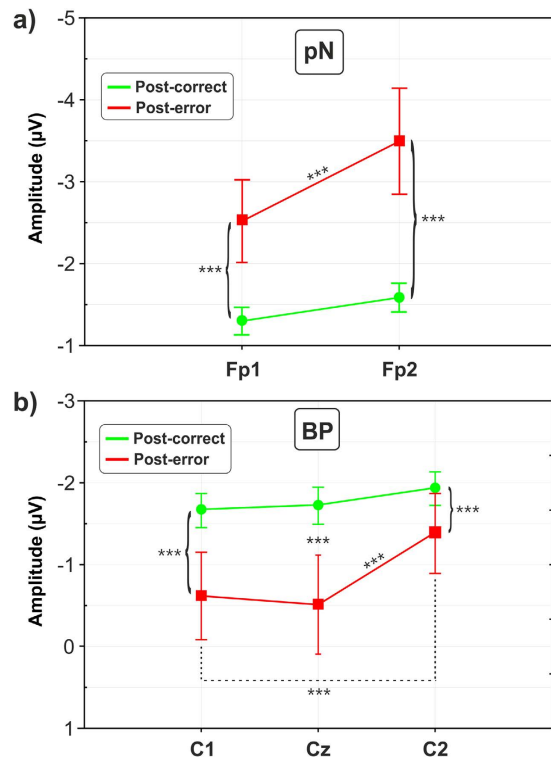 a)
pN
Post-correct
Post-error
Amplitude (µV)
-5
-4
-3
-2
-1
***
***
***
Fp1
Fp2
b)
BP
Post-correct
Post-error
Amplitude (µV)
-3
-2
-1
0
1
***
***
***
***
***
C1
Cz
C2